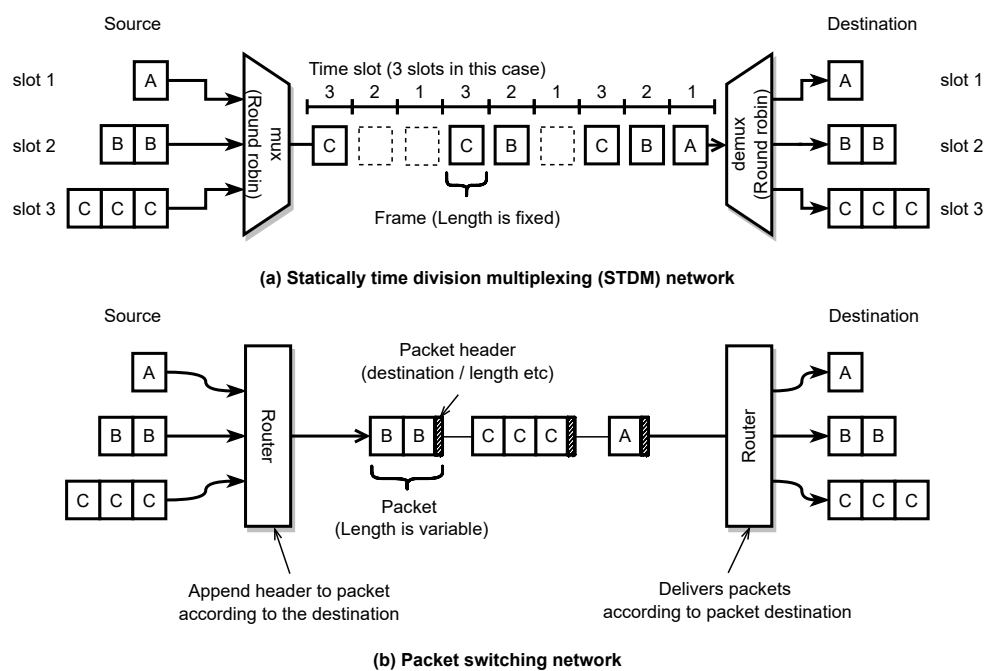 Source
Destination
slot 1
A
Time slot (3 slots in this case)
A
slot 1
3 2 1 3 2 1 3 2 1
slot 2
B B
mux
(Round robin)
C C B C B A
demux
(Round robin)
B B
slot 2
slot 3
C C C
Frame (Length is fixed)
C C C
slot 3
(a) Statically time division multiplexing (STDM) network
Source
Destination
Packet header
(destination / length etc)
A
A
B B
Router
B B
C C C
A
Router
B B
C C C
Packet
(Length is variable)
C C C
Append header to packet
according to the destination
Delivers packets
according to packet destination
(b) Packet switching network